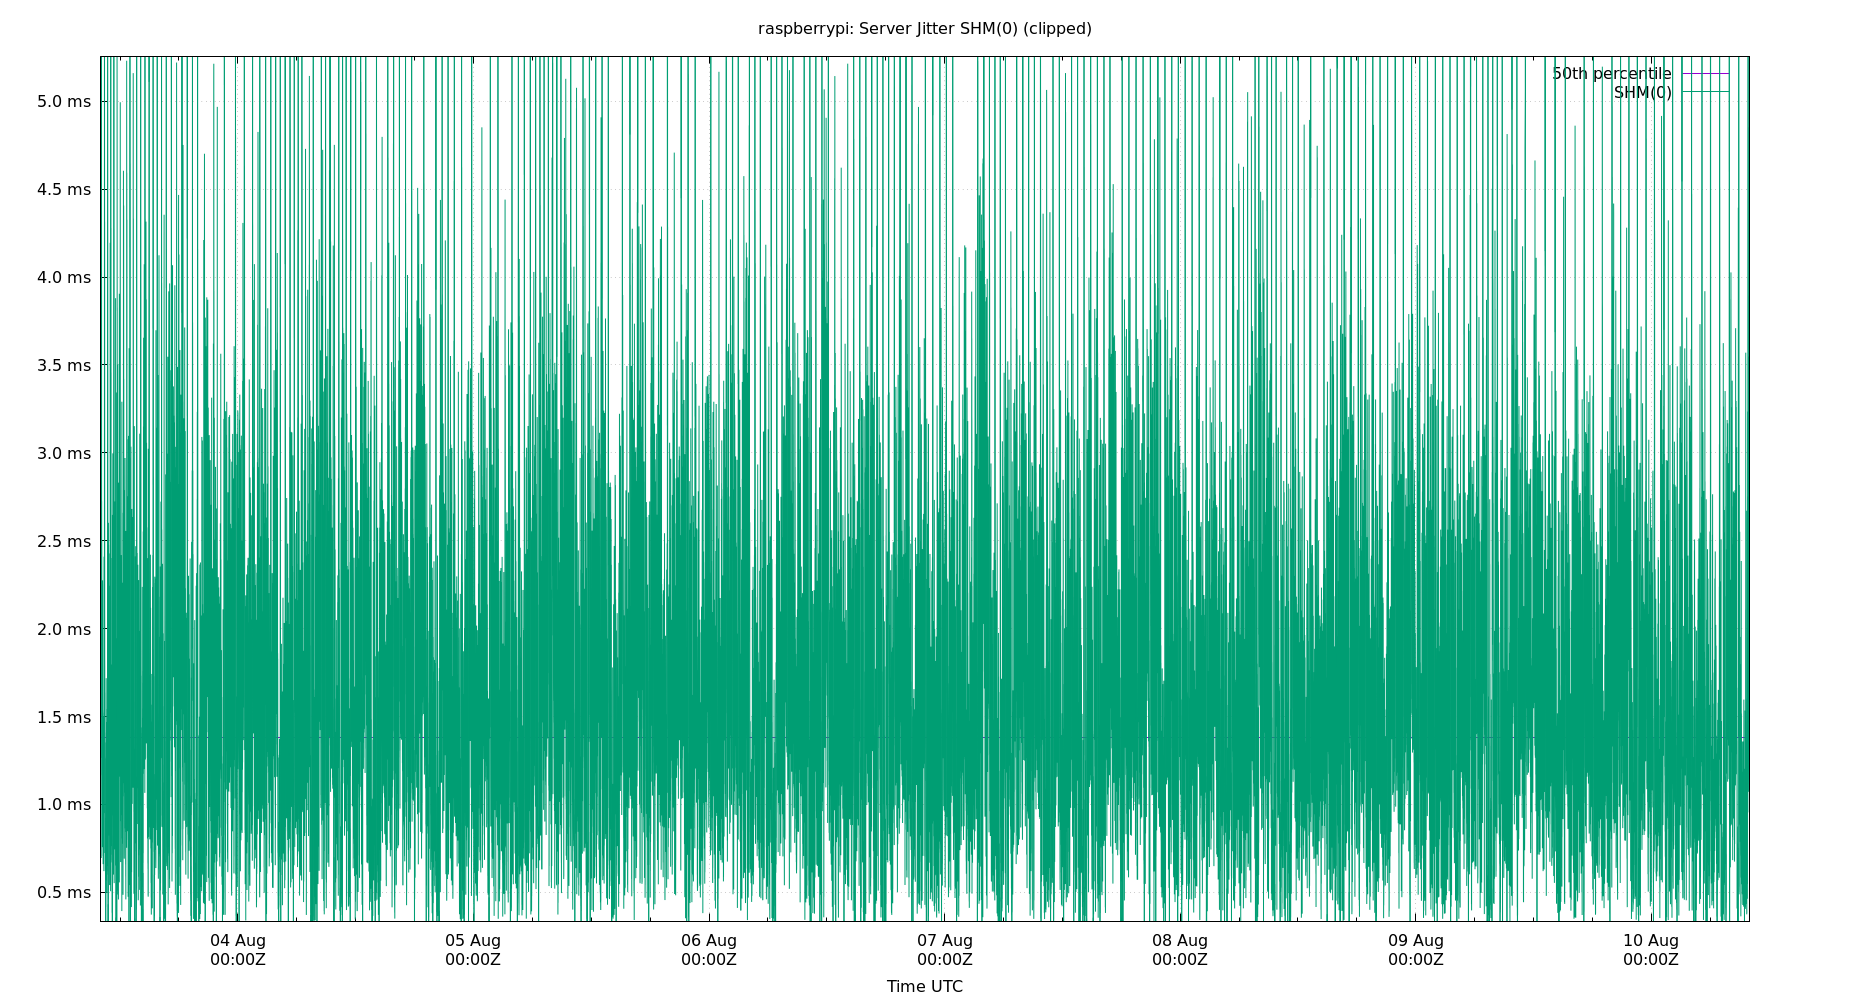 raspberrypi: Server Jitter SHM(0) (clipped)
50th percentile
SHM(0)
5.0 ms
4.5 ms
4.0 ms
3.5 ms
3.0 ms
2.5 ms
2.0 ms
1.5 ms
1.0 ms
0.5 ms
04 Aug 05 Aug 06 Aug 07 Aug 08 Aug 09 Aug 10 Aug
00:00Z 00:00Z 00:00Z 00:00Z 00:00Z 00:00Z 00:00Z
Time UTC